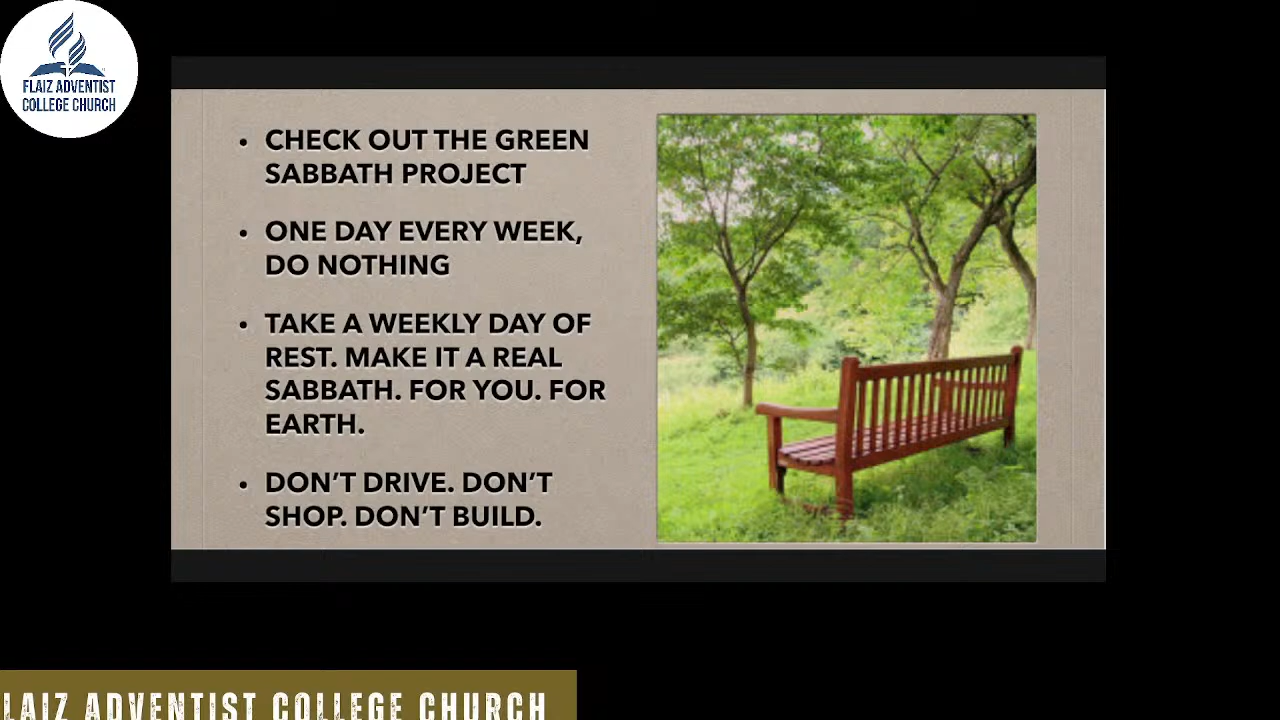 FLAIZ ADVENTIST
COLLEGE CHURCH
• CHECK OUT THE GREEN
SABBATH PROJECT
• ONE DAY EVERY WEEK,
DO NOTHING
• TAKE A WEEKLY DAY OF
REST. MAKE IT A REAL
SABBATH. FOR YOU. FOR
EARTH.
• DON’T DRIVE. DON’T
SHOP. DON’T BUILD.
LAIZ ADVENTIST COLLEGE CHURCH